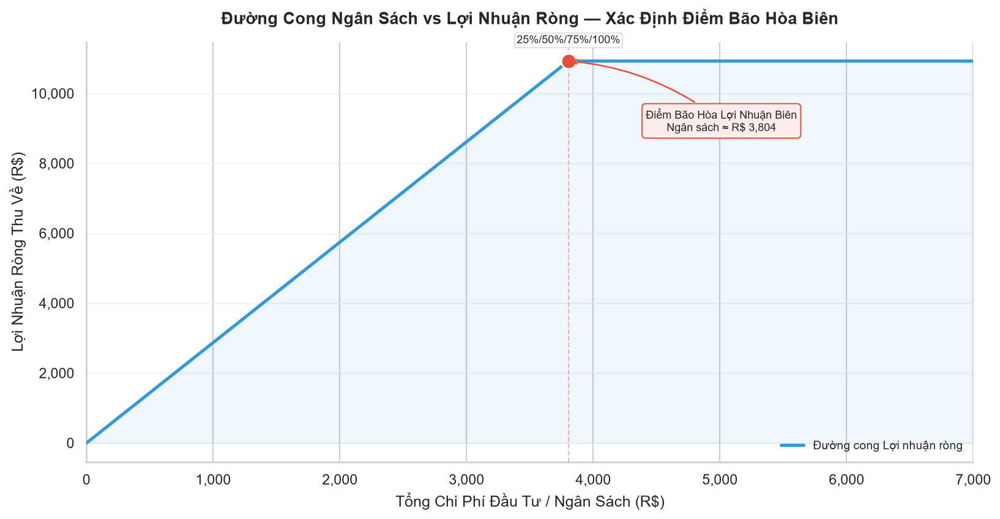 Đường Cong Ngân Sách vs Lợi Nhuận Ròng — Xác Định Điểm Bão Hòa Biên
25%/50%/75%/100%
Điểm Bão Hòa Lợi Nhuận Biên
Ngân sách ≈ R$ 3,804
Lợi Nhuận Ròng Thu Về (R$)
10,000
8,000
6,000
4,000
2,000
0
Đường cong Lợi nhuận ròng
0 1,000 2,000 3,000 4,000 5,000 6,000 7,000
Tổng Chi Phí Đầu Tư / Ngân Sách (R$)